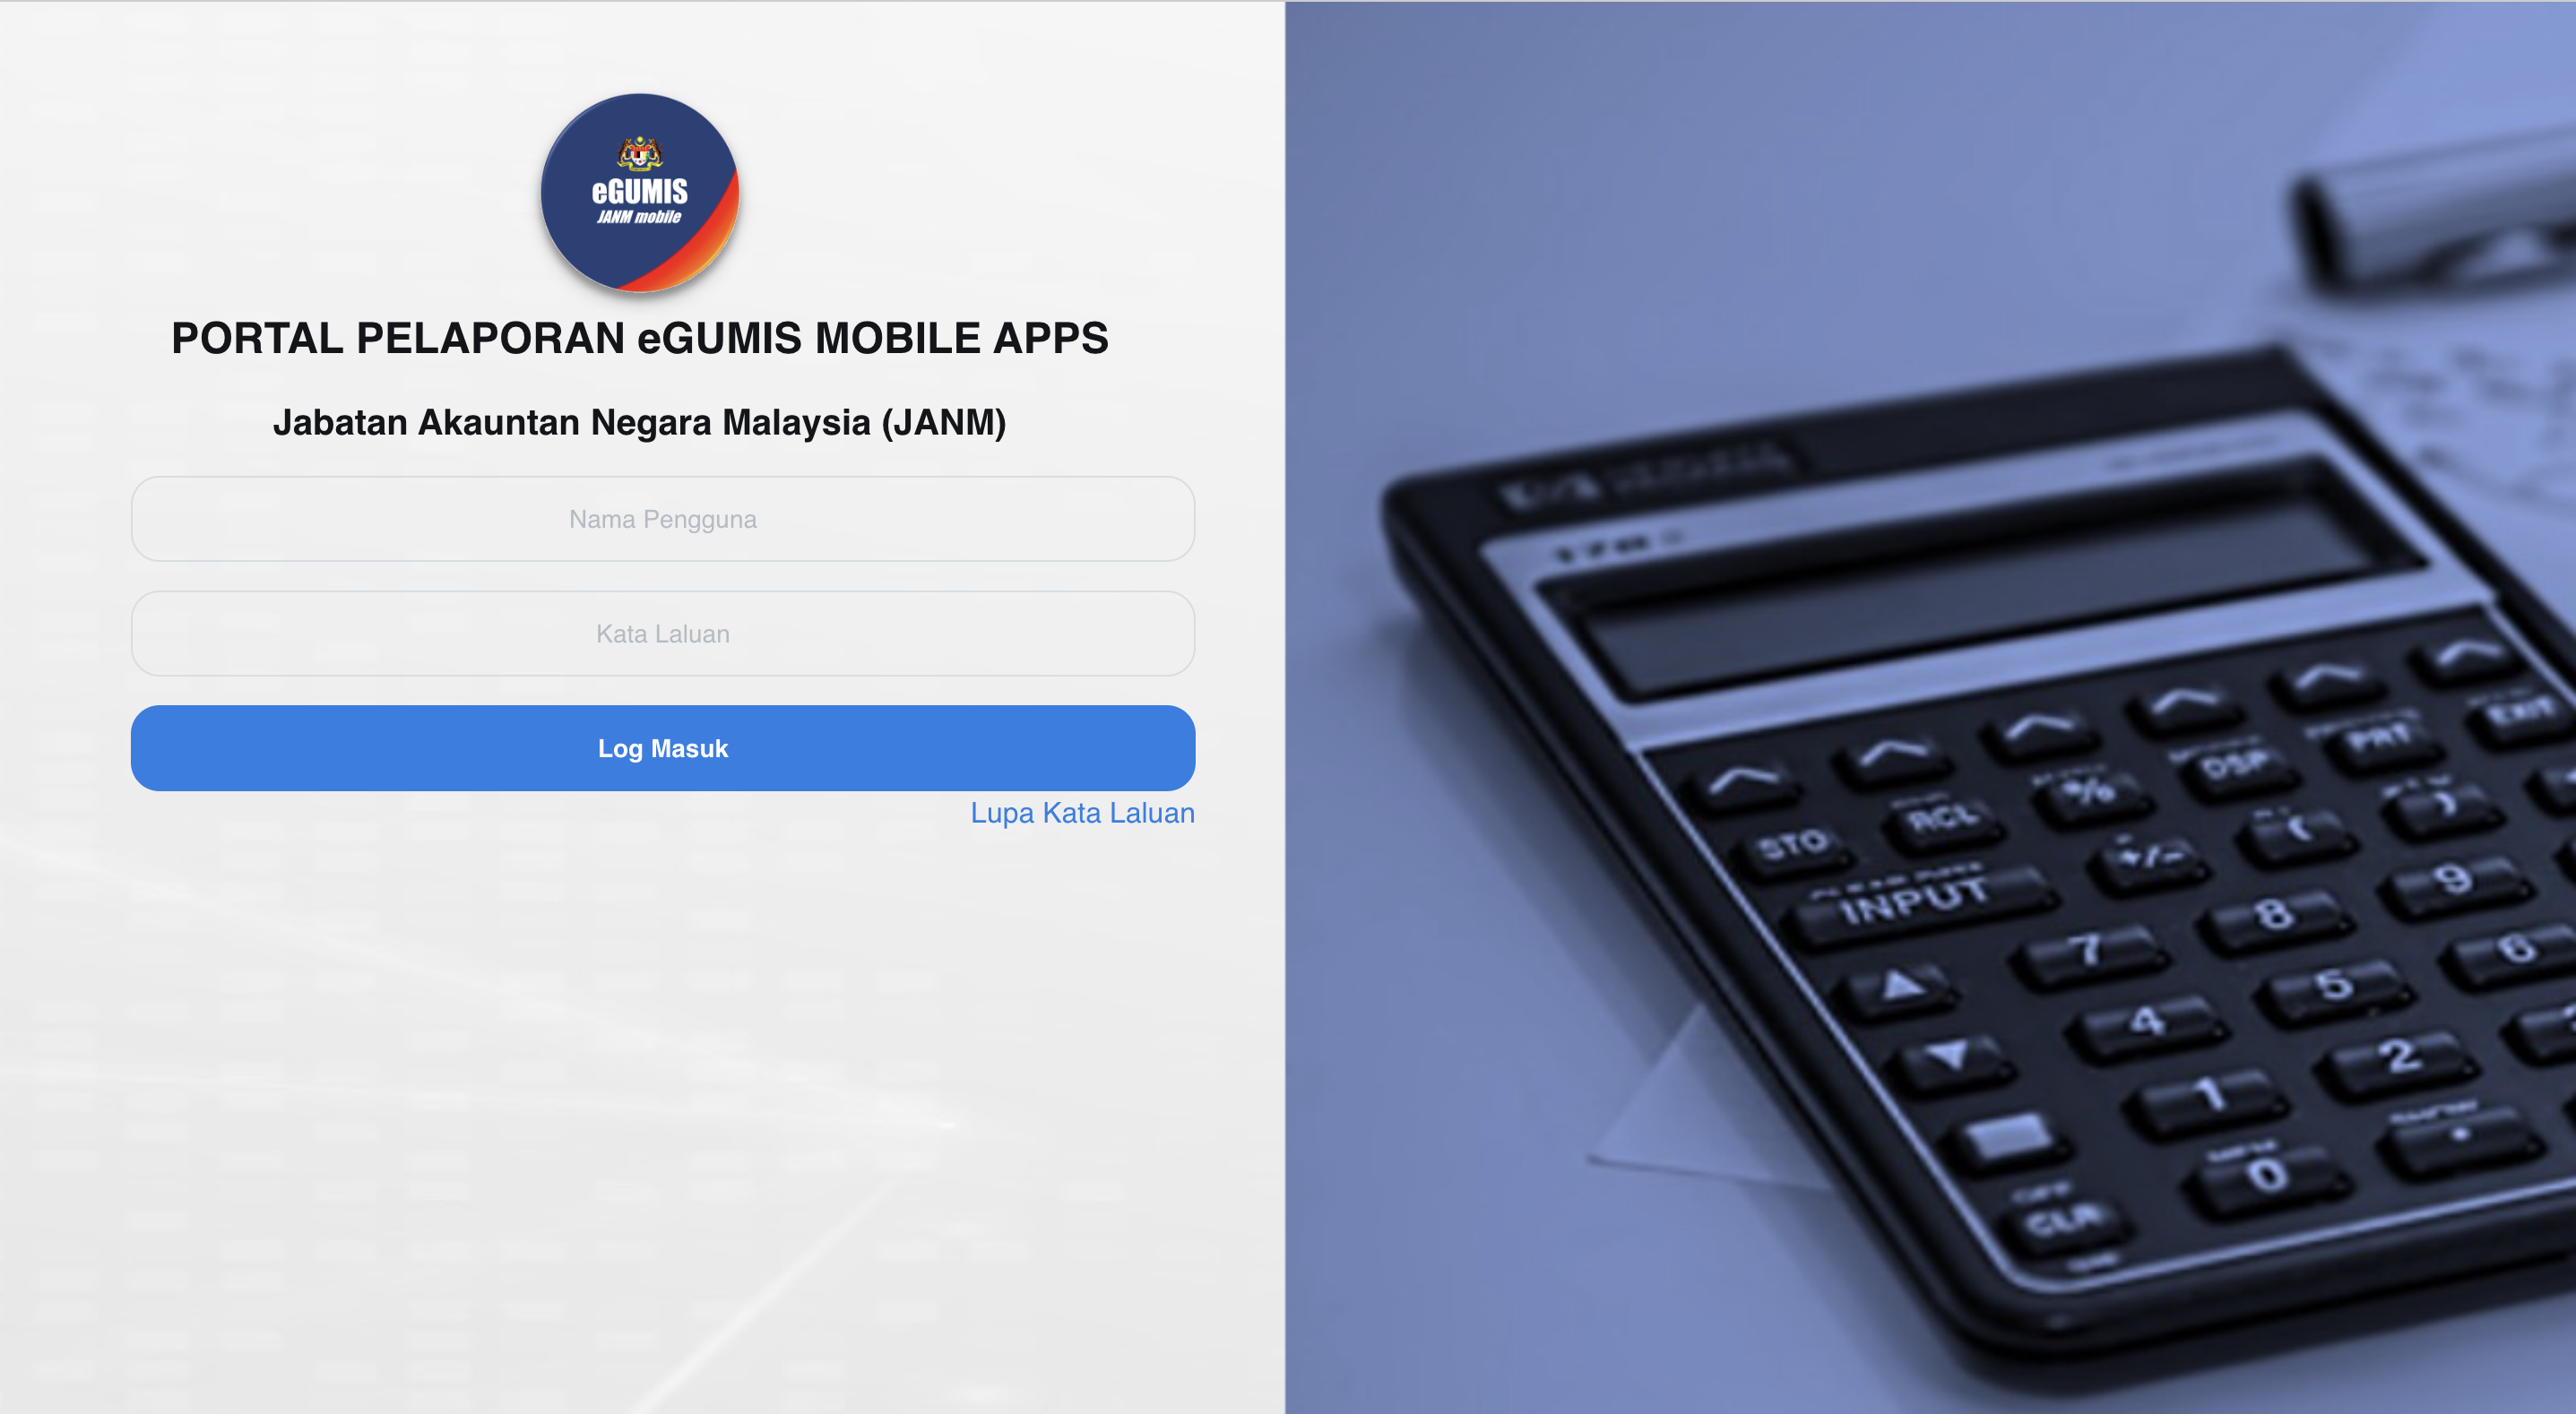 eGUMIS
JANM mobile
PORTAL PELAPORAN eGUMIS MOBILE APPS
Jabatan Akauntan Negara Malaysia (JANM)
Nama Pengguna
Kata Laluan
Log Masuk
Lupa Kata Laluan
EXIT
PRT
DSP
%
RCL
STO
INPUT
+/-
(
)
7
8
9
4
5
6
1
2
0
.
CLR